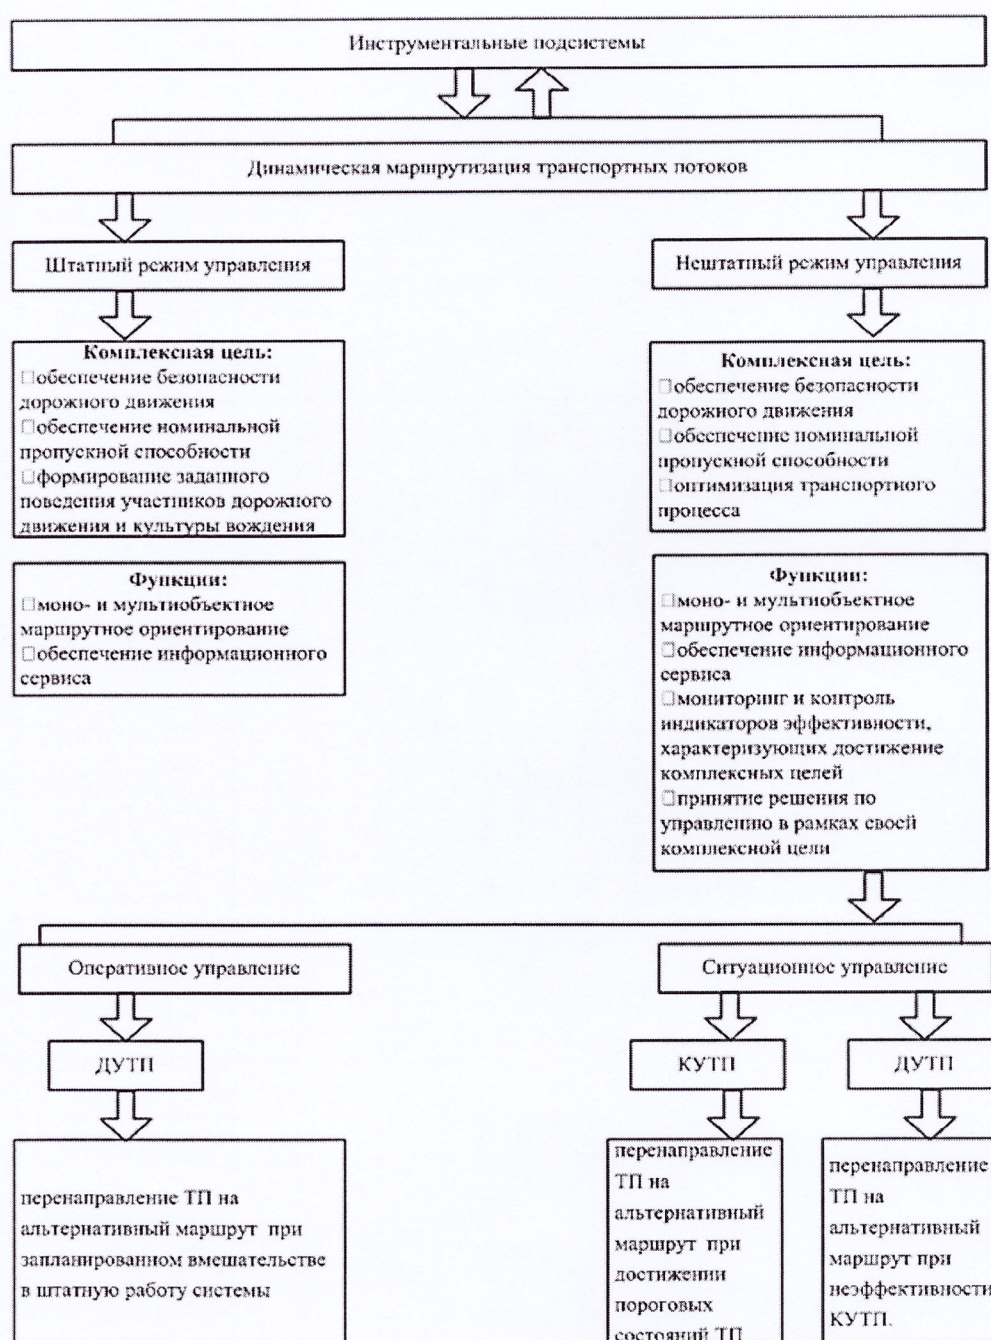 Инструментальные подсистемы
Динамическая маршрутизация транспортных потоков
Штатный режим управления
Нештатный режим управления
Комплексная цель:
обеспечение безопасности
дорожного движения
обеспечение номинальной
пропускной способности
формирование заданного
поведения участников дорожного
движения и культуры вождения
Комплексная цель:
обеспечение безопасности
дорожного движения
обеспечение номинальной
пропускной способности
оптимизация транспортного
процесса
Функции:
моно- и мультиобъектное
маршрутное ориентирование
обеспечение информационного
сервиса
Функции:
моно- и мультиобъектное
маршрутное ориентирование
обеспечение информационного
сервиса
мониторинг и контроль
индикаторов эффективности,
характеризующих достижение
комплексных целей
принятие решения по
управлению в рамках своей
комплексной цели
Оперативное управление
Ситуационное управление
ДУТП
КУТП
ДУТП
перенаправление ТП на
альтернативный маршрут при
запланированном вмешательстве
в штатную работу системы
перенаправление
ТП на
альтернативный
маршрут при
достижении
пороговых
состояний ТП
перенаправление
ТП на
альтернативный
маршрут при
неэффективности
КУТП.